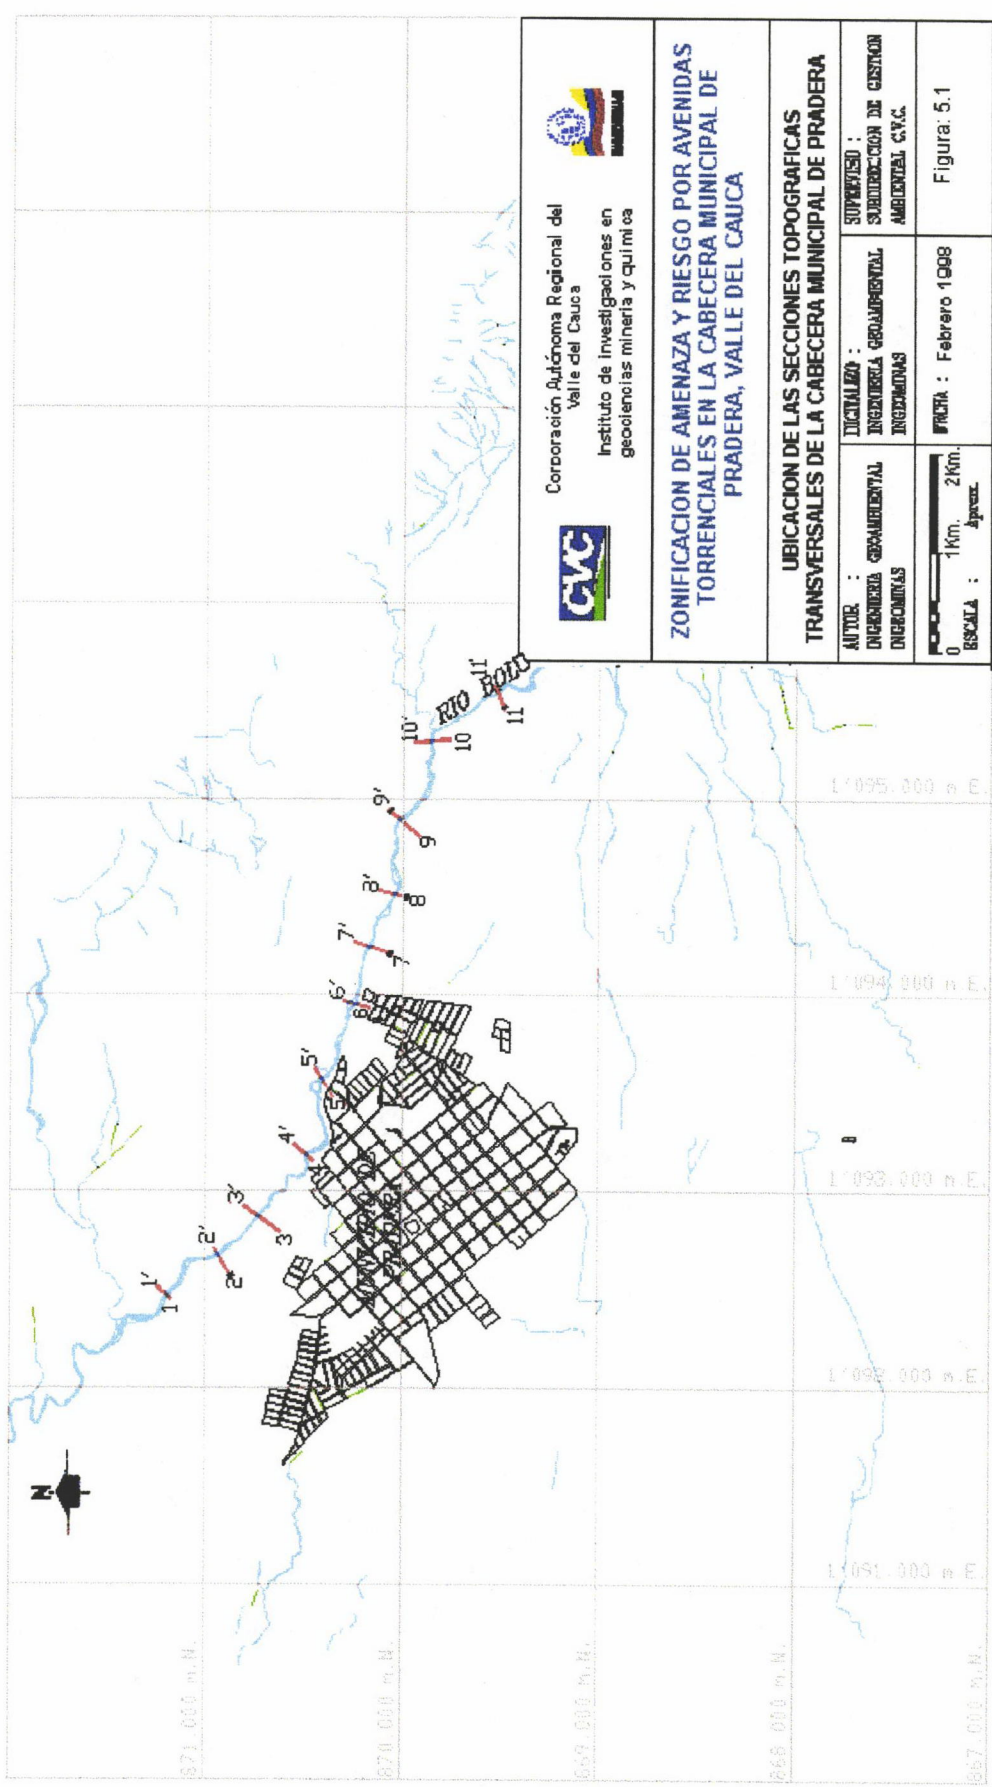 N
1 1'
2 2'
3 3'
4 4'
5 5'
6 6'
7 7'
8 8'
9 9'
10 10'
11 11'
RIO BOLO
MUNICIPIO DE
PRADERA
871.000 m.N.
870.000 m.N.
869.000 m.N.
868.000 m.N.
867.000 m.N.
1'091.000 m E.
1'092.000 m E.
1'093.000 m E.
1'094.000 m E.
1'095.000 m E.
CVC
Corporación Autónoma Regional del
Valle del Cauca
Instituto de investigaciones en
geociencias mineria y quimica
INGEOMINAS
ZONIFICACION DE AMENAZA Y RIESGO POR AVENIDAS
TORRENCIALES EN LA CABECERA MUNICIPAL DE
PRADERA, VALLE DEL CAUCA
UBICACION DE LAS SECCIONES TOPOGRAFICAS
TRANSVERSALES DE LA CABECERA MUNICIPAL DE PRADERA
AUTOR :
INGENIERIA GEOAMBIENTAL
INGEOMINAS
DIGITALIZO :
INGENIERIA GEOAMBIENTAL
INGEOMINAS
SUPERVISO :
SUBDIRECCION DE GESTION
AMBIENTAL C.V.C.
0 1Km. 2Km.
ESCALA : Aprox.
FECHA : Febrero 1998
Figura: 5.1